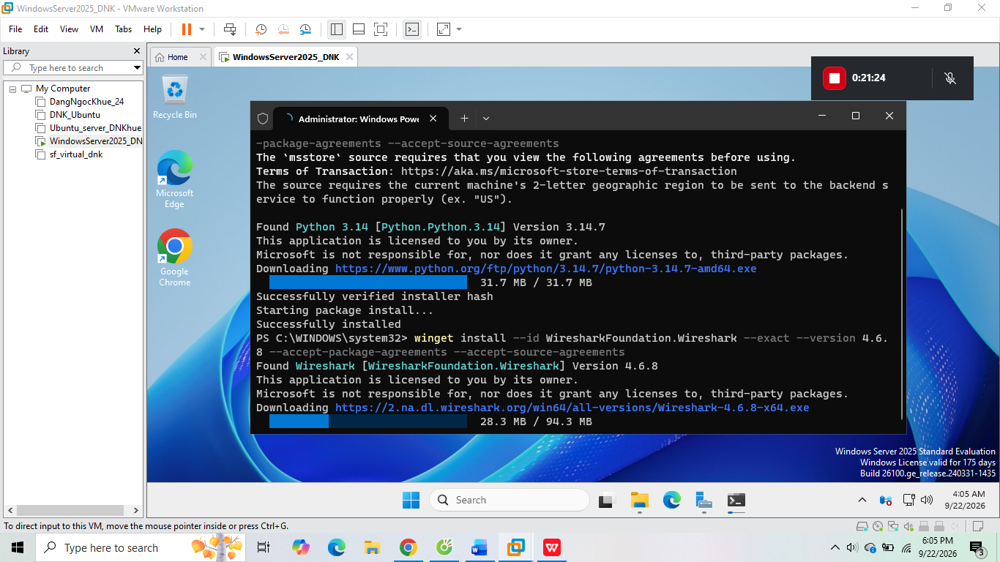 WindowsServer2025_DNK - VMware Workstation
File Edit View VM Tabs Help
Library
Type here to search
My Computer
DangNgocKhue_24
DNK_Ubuntu
Ubuntu_server_DNKhue
WindowsServer2025_DN
sf_virtual_dnk
Home
WindowsServer2025_DNK
0:21:24
Recycle Bin
Microsoft
Edge
Google
Chrome
Administrator: Windows Powe
-package-agreements --accept-source-agreements
The `msstore` source requires that you view the following agreements before using.
Terms of Transaction: https://aka.ms/microsoft-store-terms-of-transaction
The source requires the current machine's 2-letter geographic region to be sent to the backend s
ervice to function properly (ex. "US").
Found Python 3.14 [Python.Python.3.14] Version 3.14.7
This application is licensed to you by its owner.
Microsoft is not responsible for, nor does it grant any licenses to, third-party packages.
Downloading https://www.python.org/ftp/python/3.14.7/python-3.14.7-amd64.exe
31.7 MB / 31.7 MB
Successfully verified installer hash
Starting package install...
Successfully installed
PS C:\WINDOWS\system32> winget install --id WiresharkFoundation.Wireshark --exact --version 4.6.
8 --accept-package-agreements --accept-source-agreements
Found Wireshark [WiresharkFoundation.Wireshark] Version 4.6.8
This application is licensed to you by its owner.
Microsoft is not responsible for, nor does it grant any licenses to, third-party packages.
Downloading https://2.na.dl.wireshark.org/win64/all-versions/Wireshark-4.6.8-x64.exe
28.3 MB / 94.3 MB
Windows Server 2025 Standard Evaluation
Windows License valid for 175 days
Build 26100.ge_release.240331-1435
Search
4:05 AM
9/22/2026
To direct input to this VM, move the mouse pointer inside or press Ctrl+G.
Type here to search
6:05 PM
9/22/2026
3